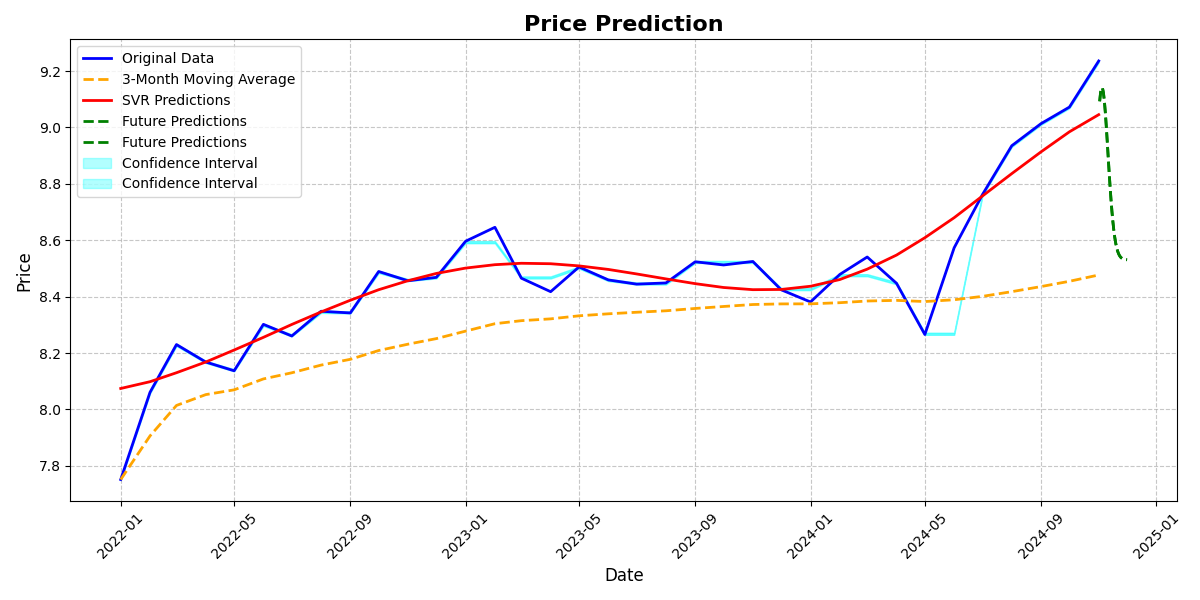 Price Prediction
Original Data
3-Month Moving Average
SVR Predictions
Future Predictions
Future Predictions
Confidence Interval
Confidence Interval
9.2
9.0
8.8
8.6
8.4
8.2
8.0
7.8
Price
2022-01
2022-05
2022-09
2023-01
2023-05
2023-09
2024-01
2024-05
2024-09
2025-01
Date